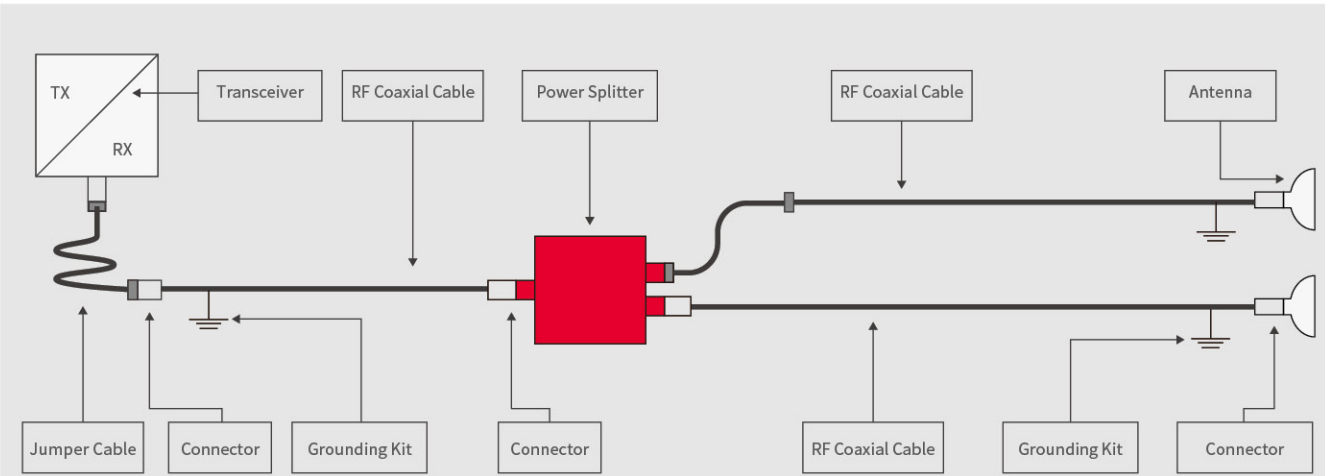 TX
RX
Transceiver
RF Coaxial Cable
Power Splitter
RF Coaxial Cable
Antenna
Jumper Cable
Connector
Grounding Kit
Connector
RF Coaxial Cable
Grounding Kit
Connector